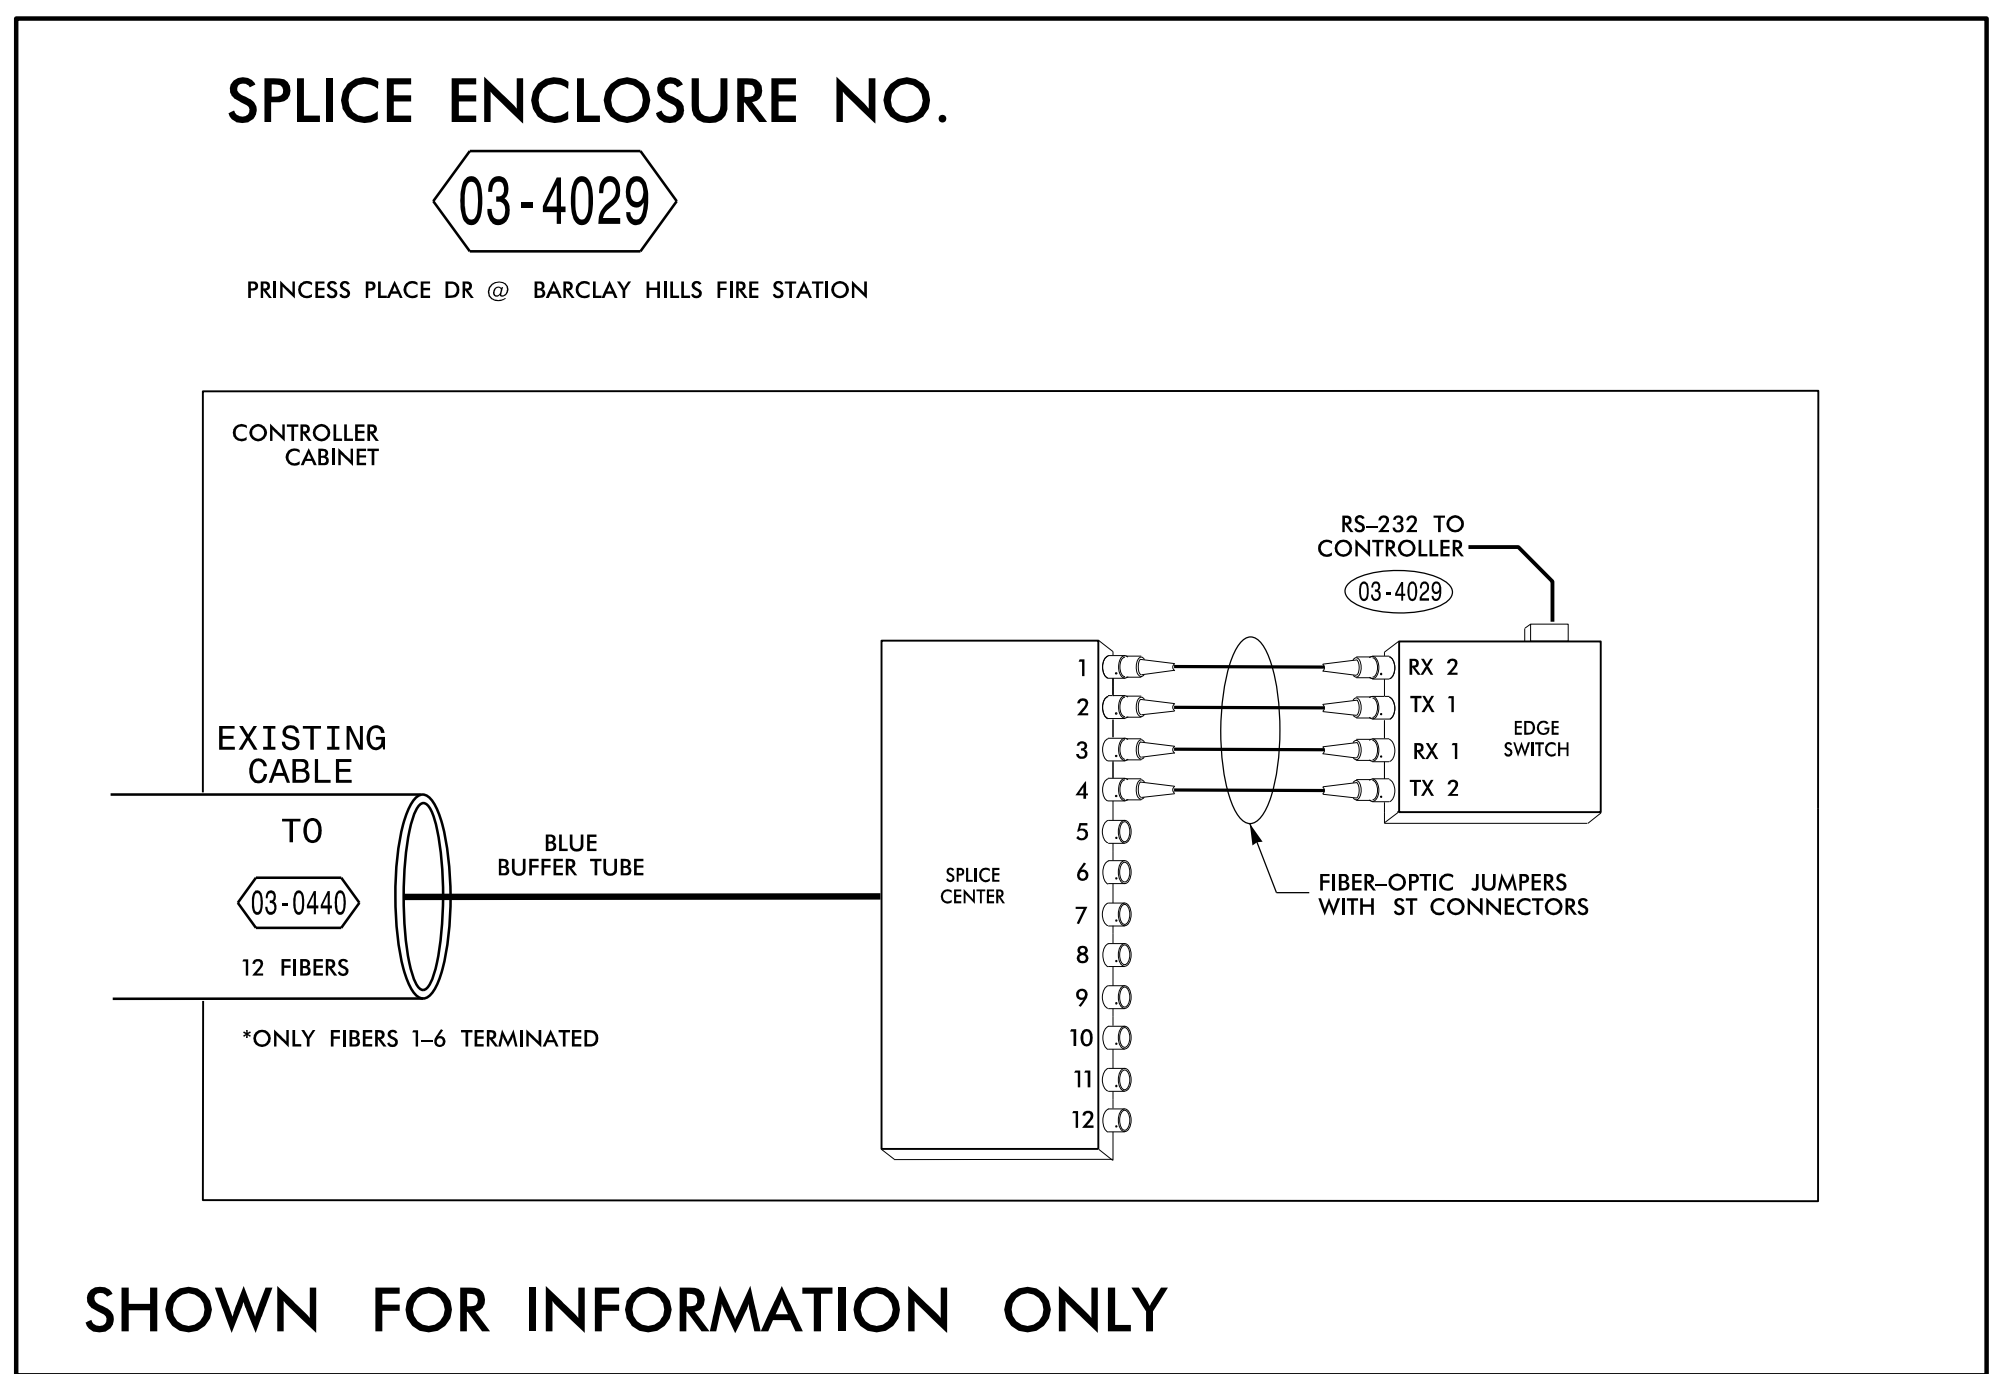 SPLICE ENCLOSURE NO.
03-4029
PRINCESS PLACE DR @ BARCLAY HILLS FIRE STATION
CONTROLLER
CABINET
RS-232 TO
CONTROLLER
03-4029
1
2
3
4
5
6
7
8
9
10
11
12
RX 2
TX 1
RX 1
TX 2
EDGE
SWITCH
EXISTING
CABLE
TO
03-0440
12 FIBERS
BLUE
BUFFER TUBE
SPLICE
CENTER
FIBER-OPTIC JUMPERS
WITH ST CONNECTORS
*ONLY FIBERS 1-6 TERMINATED
SHOWN FOR INFORMATION ONLY